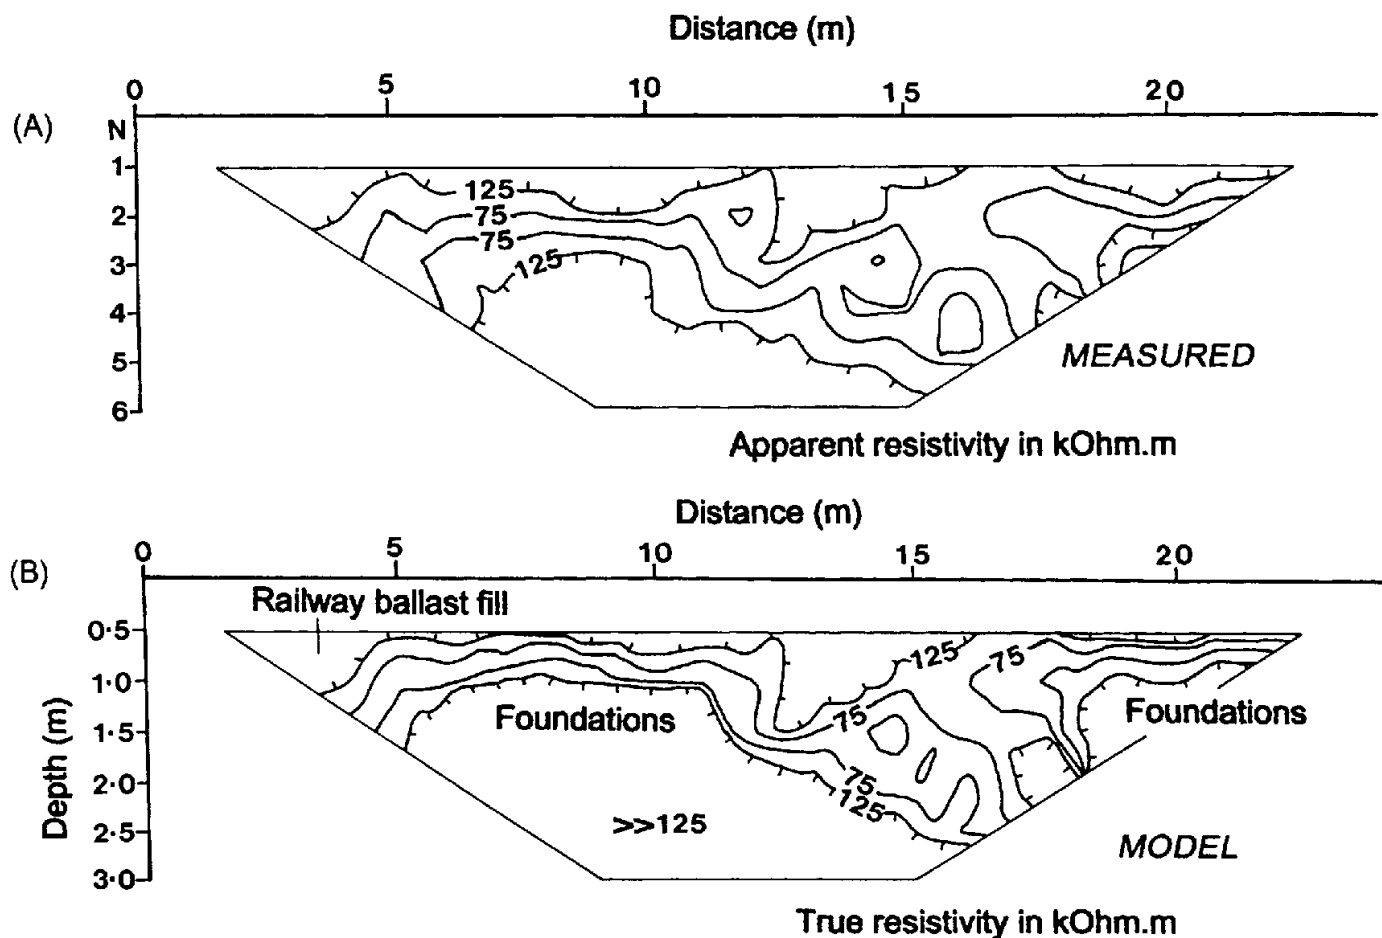 Distance (m)
0 5 10 15 20
(A)
N
1
125
2
75
75
3
125
4
5
MEASURED
6
Apparent resistivity in kOhm.m
Distance (m)
0 5 10 15 20
(B)
Railway ballast fill
0·5
125
75
1·0
Foundations
75
Foundations
1·5
Depth (m)
2·0
75
125
2·5
>>125
MODEL
3·0
True resistivity in kOhm.m